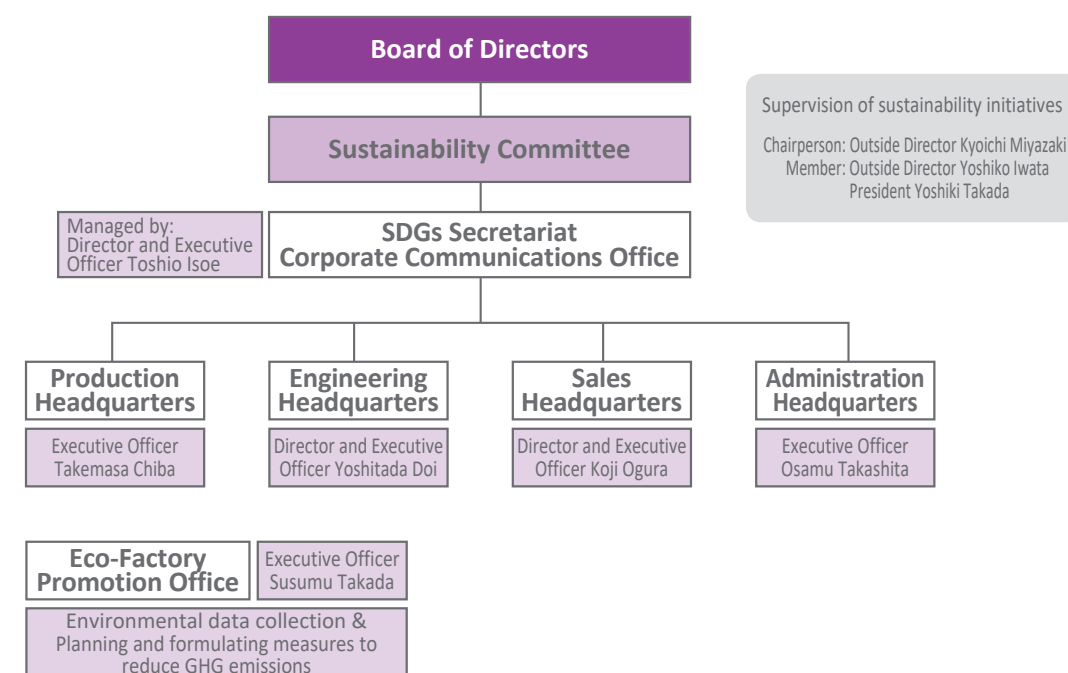 Board of Directors
Supervision of sustainability initiatives
Chairperson: Outside Director Kyoichi Miyazaki
Member: Outside Director Yoshiko Iwata
President Yoshiki Takada
Sustainability Committee
Managed by:
Director and Executive
Officer Toshio Isoe
SDGs Secretariat
Corporate Communications Office
Production
Headquarters
Executive Officer
Takemasa Chiba
Engineering
Headquarters
Director and Executive
Officer Yoshitada Doi
Sales
Headquarters
Director and Executive
Officer Koji Ogura
Administration
Headquarters
Executive Officer
Osamu Takashita
Eco-Factory
Promotion Office
Executive Officer
Susumu Takada
Environmental data collection &
Planning and formulating measures to
reduce GHG emissions